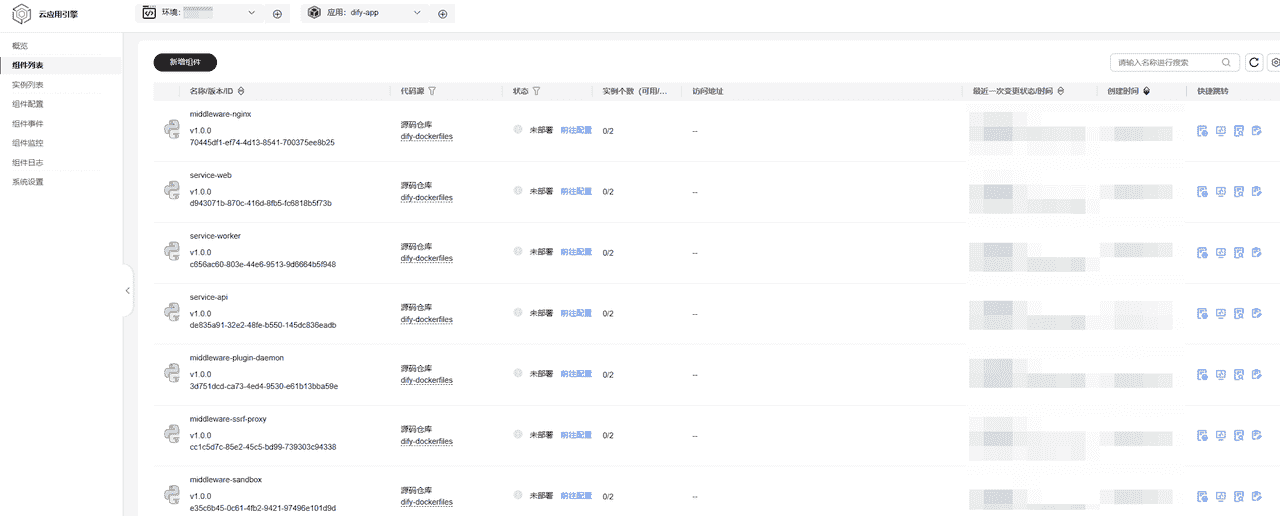 云应用引擎
环境:
应用: dify-app
概览
组件列表
实例列表
组件配置
组件事件
组件监控
组件日志
系统设置
新增组件
请输入名称进行搜索
名称/版本/ID 代码源 状态 实例个数（可用/... 访问地址 最近一次变更状态/时间 创建时间 快捷跳转
middleware-nginx
v1.0.0
70445df1-ef74-4d13-8541-700375ee8b25
源码仓库
dify-dockerfiles
未部署 前往配置 0/2 --
service-web
v1.0.0
d943071b-870c-416d-8fb5-fc6818b5f73b
源码仓库
dify-dockerfiles
未部署 前往配置 0/2 --
service-worker
v1.0.0
c656ac60-803e-44e6-9513-9d6664b5f948
源码仓库
dify-dockerfiles
未部署 前往配置 0/2 --
service-api
v1.0.0
de835a91-32e2-48fe-b550-145dc836eadb
源码仓库
dify-dockerfiles
未部署 前往配置 0/2 --
middleware-plugin-daemon
v1.0.0
3d751dcd-ca73-4ed4-9530-e61b13bba59e
源码仓库
dify-dockerfiles
未部署 前往配置 0/2 --
middleware-ssrf-proxy
v1.0.0
cc1c5d7c-85e2-45c5-bd99-739303c94338
源码仓库
dify-dockerfiles
未部署 前往配置 0/2 --
middleware-sandbox
v1.0.0
e35c6b45-0c61-4fb2-9421-97496e101d9d
源码仓库
dify-dockerfiles
未部署 前往配置 0/2 --